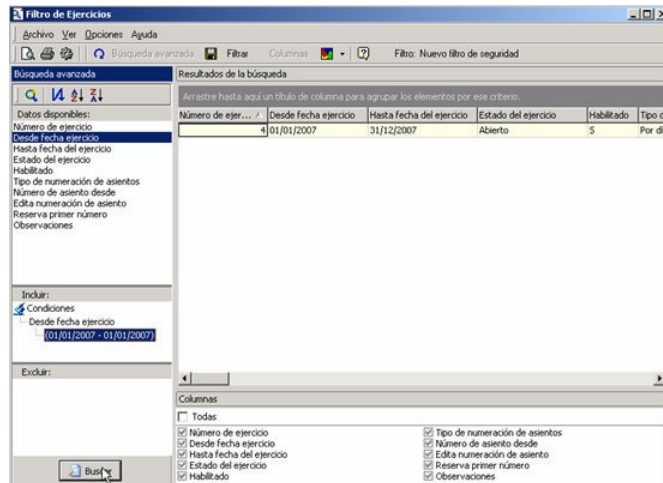 Filtro de Ejercicios
Archivo Ver Opciones Ayuda
Búsqueda avanzada Filtrar Columnas Filtro: Nuevo filtro de seguridad
Búsqueda avanzada
Resultados de la búsqueda
Arrastre hasta aquí un título de columna para agrupar los elementos por ese criterio.
Datos disponibles:
Número de ejercicio
Desde fecha ejercicio
Hasta fecha del ejercicio
Estado del ejercicio
Habilitado
Tipo de numeración de asientos
Número de asiento desde
Edita numeración de asiento
Reserva primer número
Observaciones
Número de ejer... Desde fecha ejercicio Hasta fecha del ejercicio Estado del ejercicio Habilitado Tipo d
4 01/01/2007 31/12/2007 Abierto S Por di
Incluir:
Condiciones
Desde fecha ejercicio
(01/01/2007 - 01/01/2007)
Excluir:
Buscar
Columnas
Todas
Número de ejercicio
Desde fecha ejercicio
Hasta fecha del ejercicio
Estado del ejercicio
Habilitado
Tipo de numeración de asientos
Número de asiento desde
Edita numeración de asiento
Reserva primer número
Observaciones